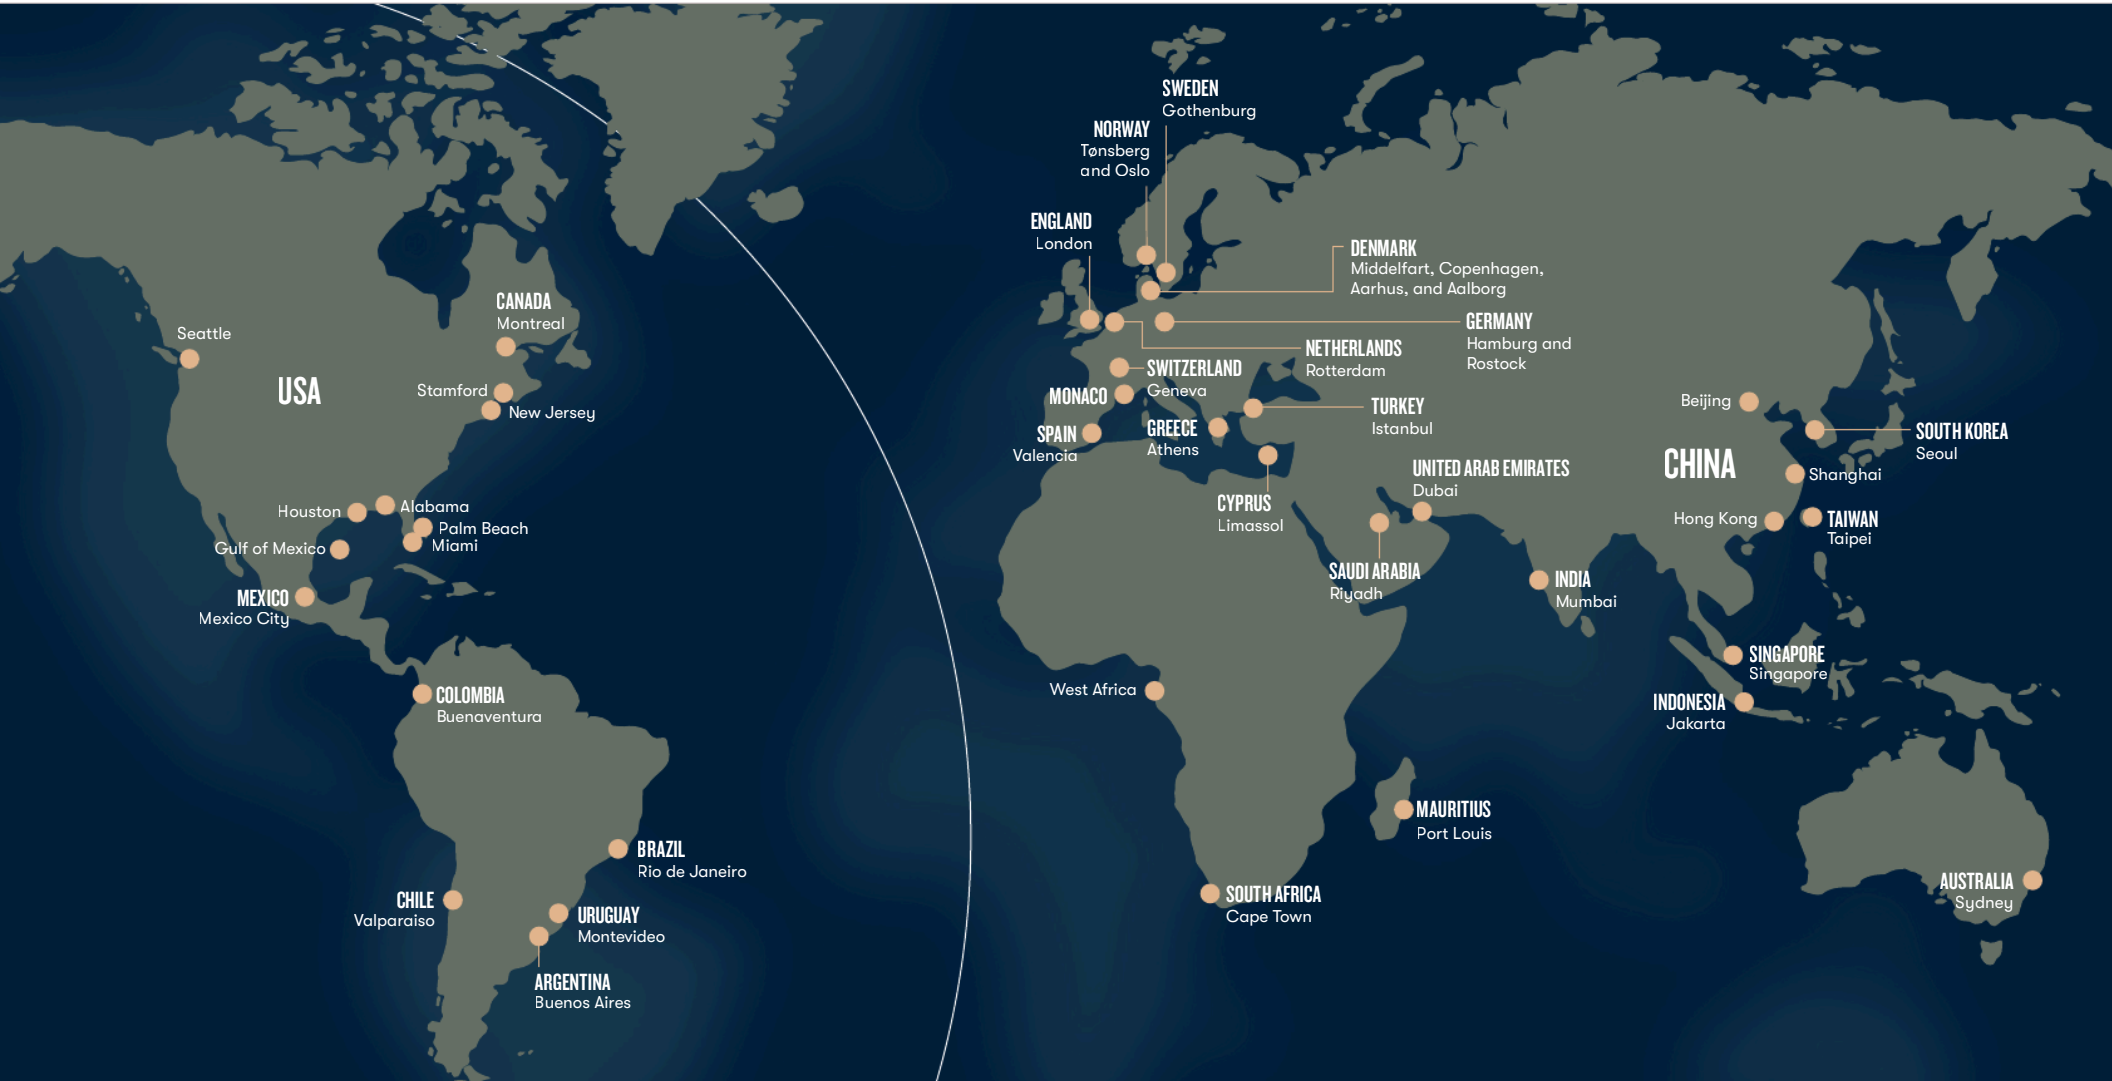 SWEDEN
Gothenburg
NORWAY
Tønsberg
and Oslo
ENGLAND
London
DENMARK
Middelfart, Copenhagen,
Aarhus, and Aalborg
CANADA
Montreal
Seattle
USA
Stamford
New Jersey
GERMANY
Hamburg and
Rostock
NETHERLANDS
Rotterdam
SWITZERLAND
Geneva
MONACO
TURKEY
Istanbul
SPAIN
Valencia
GREECE
Athens
Beijing
SOUTH KOREA
Seoul
CHINA
Shanghai
UNITED ARAB EMIRATES
Dubai
CYPRUS
Limassol
Houston
Alabama
Palm Beach
Miami
Gulf of Mexico
Hong Kong
TAIWAN
Taipei
MEXICO
Mexico City
SAUDI ARABIA
Riyadh
INDIA
Mumbai
COLOMBIA
Buenaventura
West Africa
SINGAPORE
Singapore
INDONESIA
Jakarta
MAURITIUS
Port Louis
BRAZIL
Rio de Janeiro
CHILE
Valparaiso
URUGUAY
Montevideo
ARGENTINA
Buenos Aires
SOUTH AFRICA
Cape Town
AUSTRALIA
Sydney